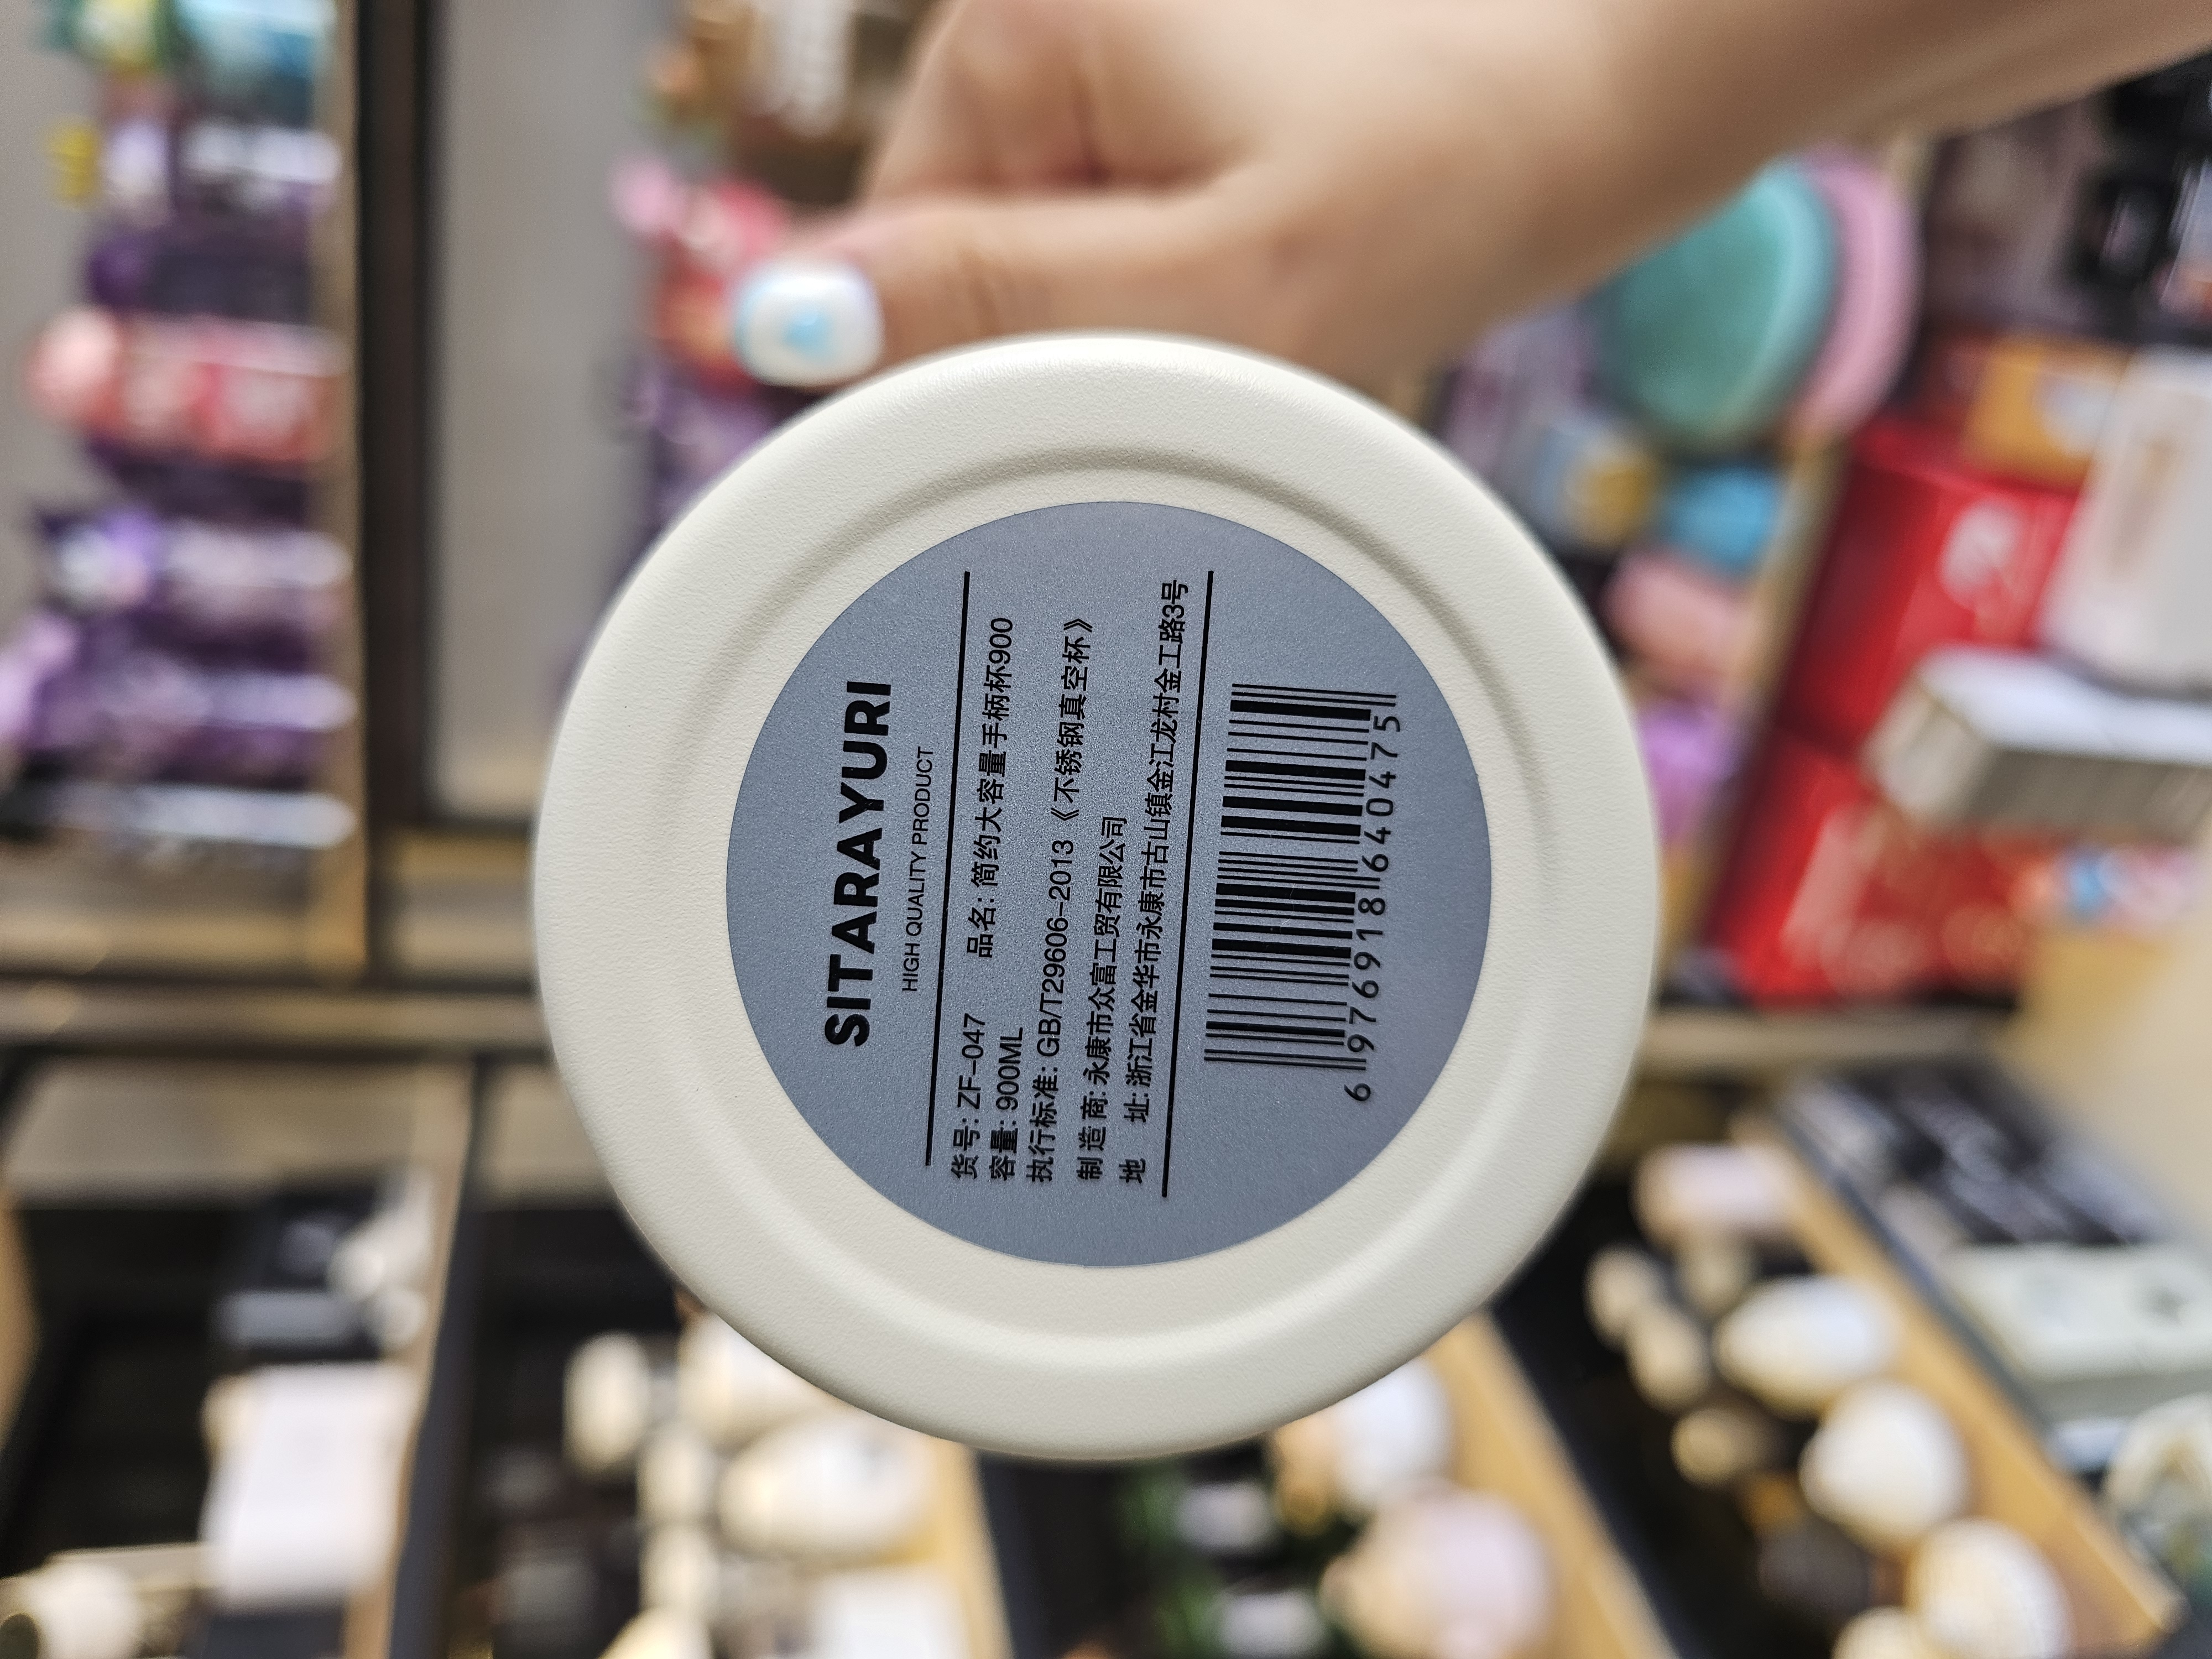 SITARAYURI
HIGH QUALITY PRODUCT
货号: ZF-047 品名: 简约大容量手柄杯900
容量: 900ML
执行标准: GB/T29606-2013《不锈钢真空杯》
制造商: 永康市众富工贸有限公司
地 址: 浙江省金华市永康市古山镇金江龙村金工路3号
6 976918 640475